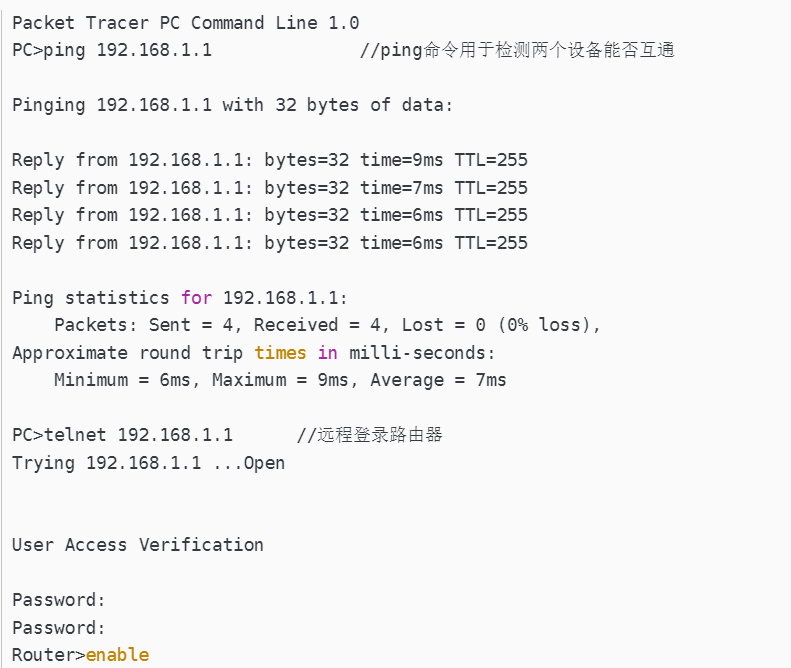 Packet Tracer PC Command Line 1.0
PC>ping 192.168.1.1              //ping命令用于检测两个设备能否互通
Pinging 192.168.1.1 with 32 bytes of data:
Reply from 192.168.1.1: bytes=32 time=9ms TTL=255
Reply from 192.168.1.1: bytes=32 time=7ms TTL=255
Reply from 192.168.1.1: bytes=32 time=6ms TTL=255
Reply from 192.168.1.1: bytes=32 time=6ms TTL=255
Ping statistics for 192.168.1.1:
    Packets: Sent = 4, Received = 4, Lost = 0 (0% loss),
Approximate round trip times in milli-seconds:
    Minimum = 6ms, Maximum = 9ms, Average = 7ms
PC>telnet 192.168.1.1      //远程登录路由器
Trying 192.168.1.1 ...Open
User Access Verification
Password:
Password:
Router>enable